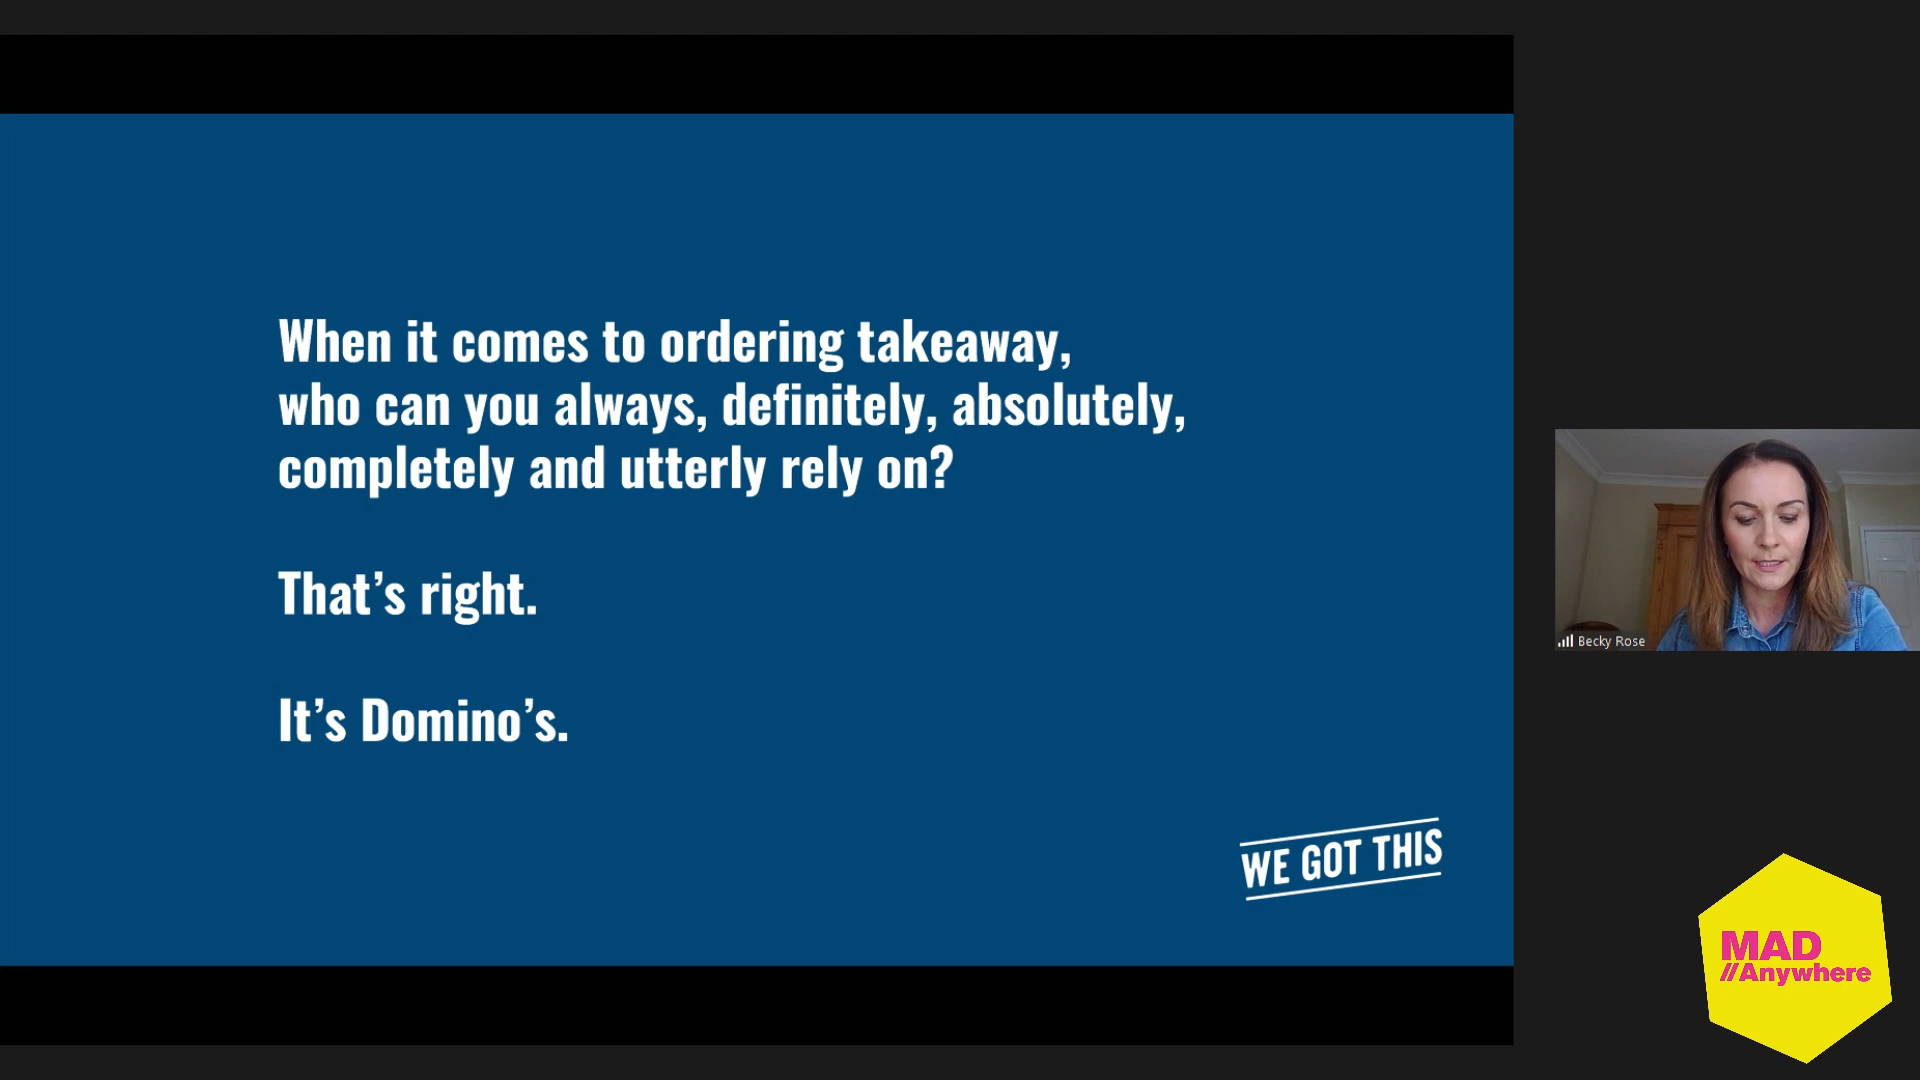 When it comes to ordering takeaway,
who can you always, definitely, absolutely,
completely and utterly rely on?
That’s right.
It’s Domino’s.
WE GOT THIS
Becky Rose
MAD
//Anywhere